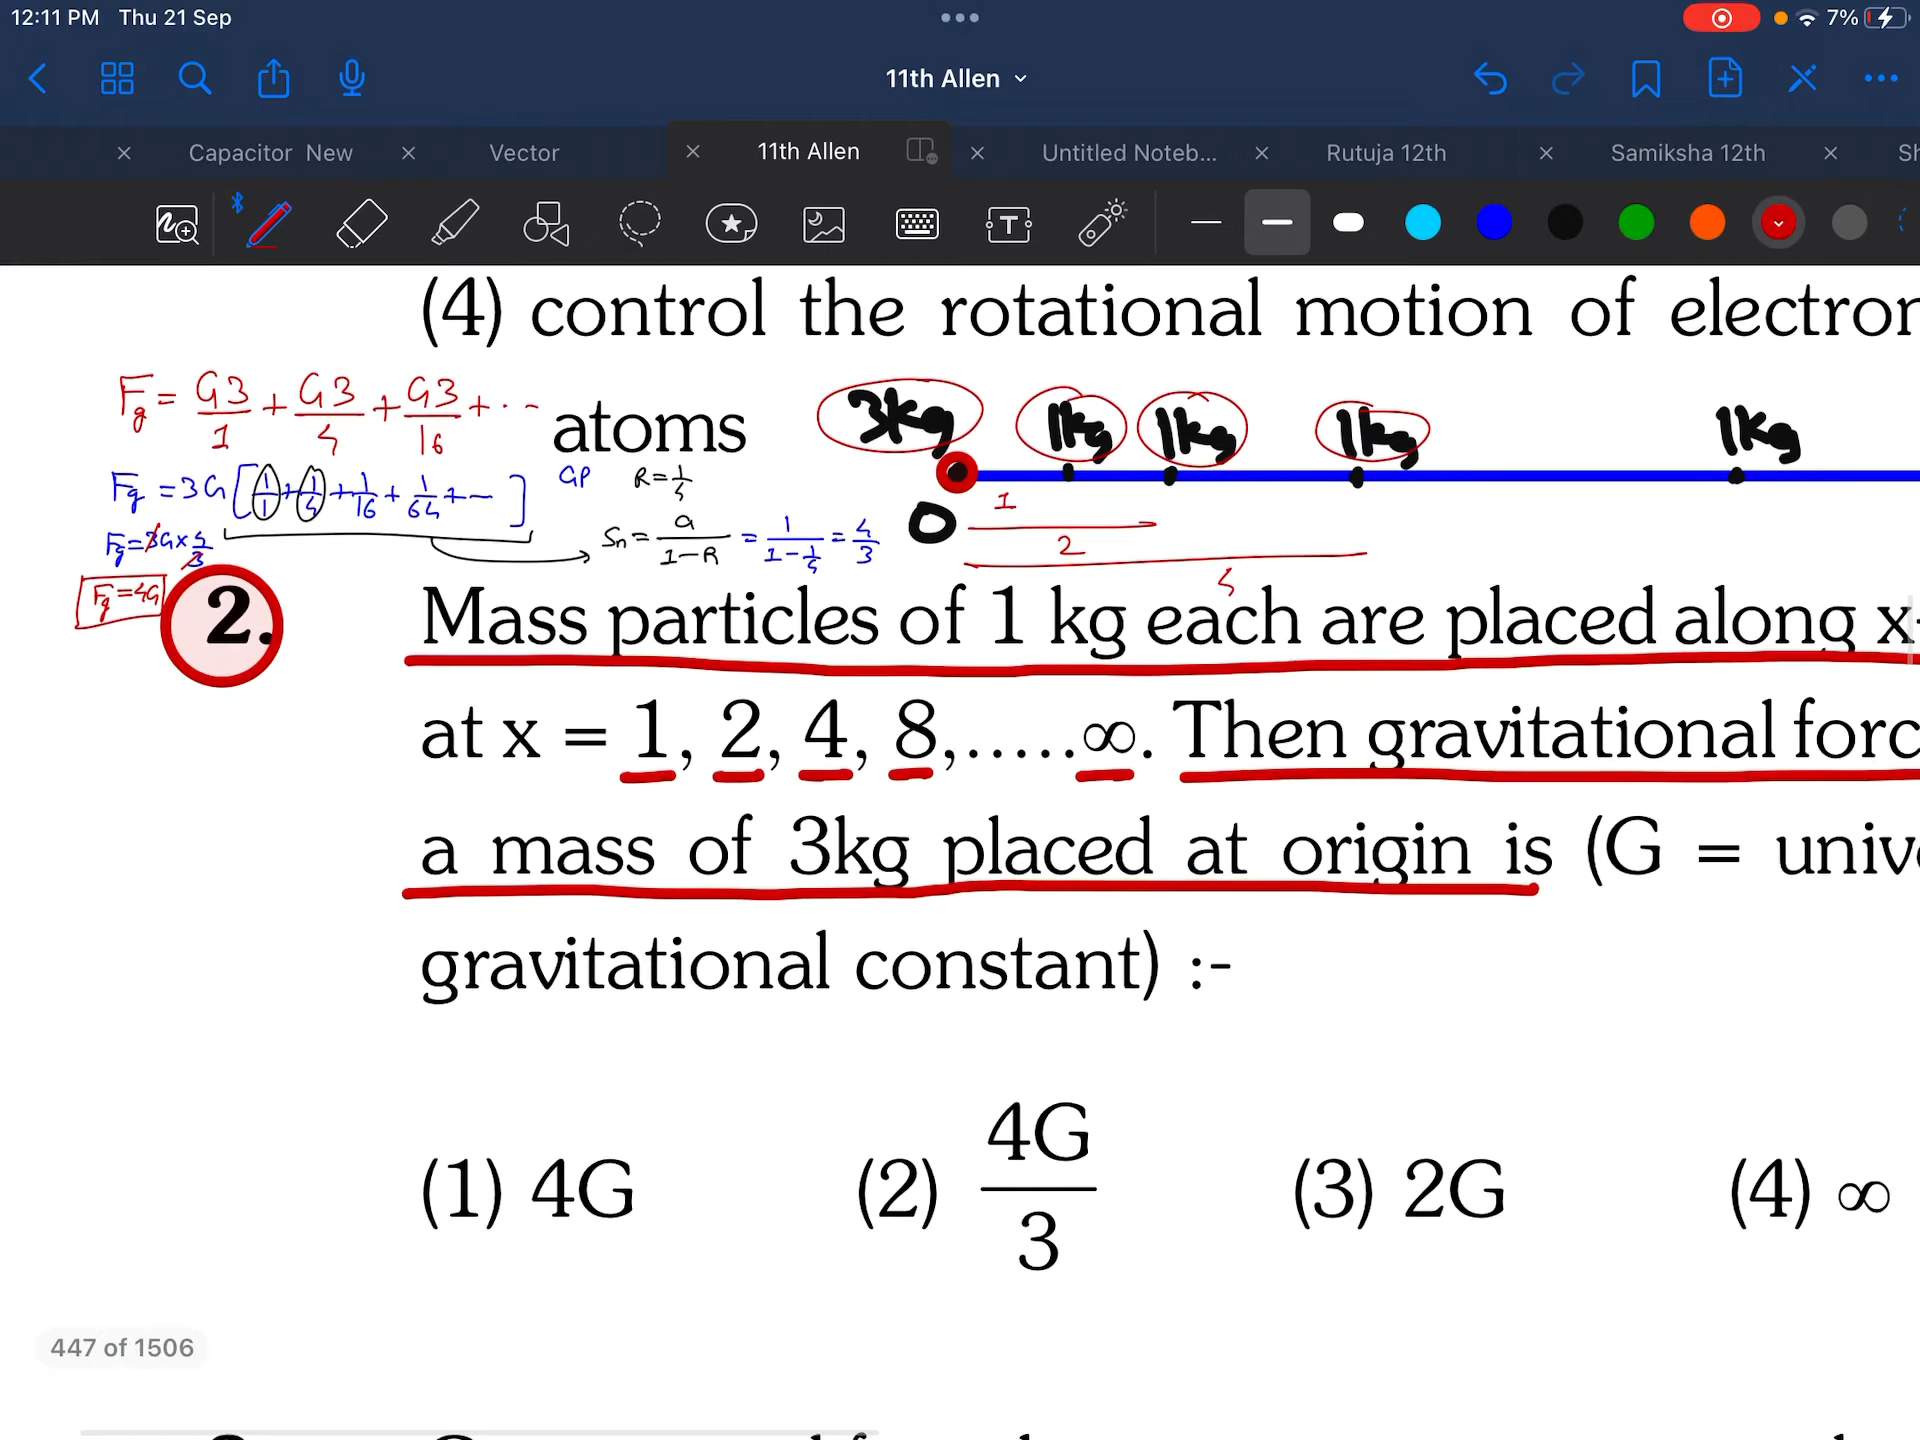 12:11 PM Thu 21 Sep
7%
11th Allen
Capacitor New
Vector
11th Allen
Untitled Noteb...
Rutuja 12th
Samiksha 12th
Sh
T
(4) control the rotational motion of electron
atoms
3kg 1kg 1kg 1kg 1kg
O
1
2
4
Fg = G3/1 + G3/4 + G3/16 + ..
Fg = 3G [1/1 + 1/4 + 1/16 + 1/64 + --- ] GP R = 1/4
Fg = 3G x 4/3
Sn = a/(1-R) = 1/(1-1/4) = 4/3
Fg = 4G
2. Mass particles of 1 kg each are placed along x-
at x = 1, 2, 4, 8,.....∞. Then gravitational forc
a mass of 3kg placed at origin is (G = unive
gravitational constant) :-
(1) 4G (2) 4G/3 (3) 2G (4) ∞
447 of 1506